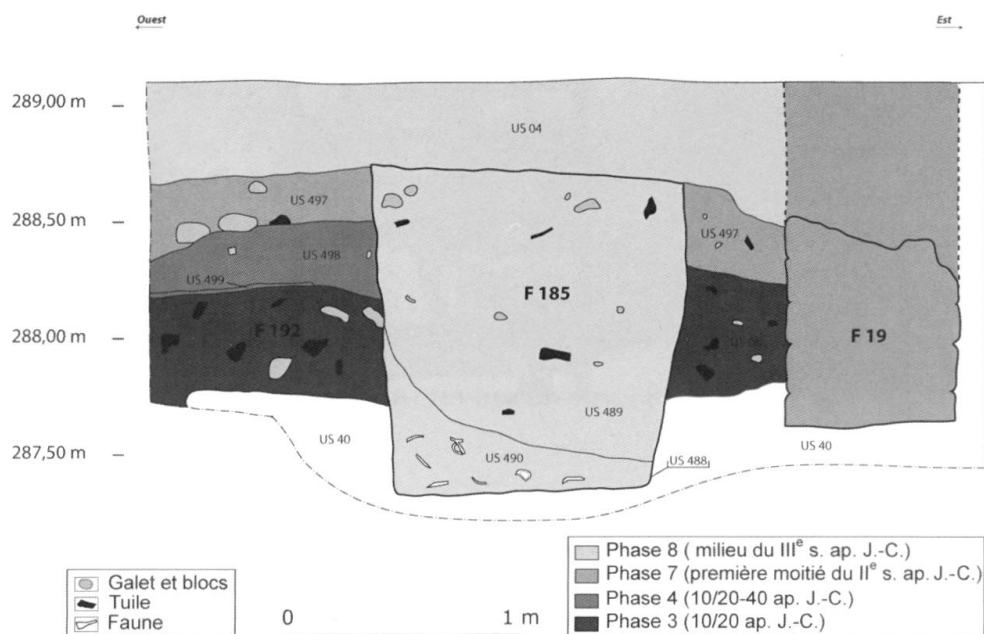 Ouest
Est
289,00 m
US 04
288,50 m
US 497
US 497
US 498
US 499
F 185
288,00 m
F 192
F 19
US 489
US 40
US 40
287,50 m
US 490
US 488
Galet et blocs
Tuile
Faune
0
1 m
Phase 8 ( milieu du IIIe s. ap. J.-C.)
Phase 7 (première moitié du IIe s. ap. J.-C.)
Phase 4 (10/20-40 ap. J.-C.)
Phase 3 (10/20 ap. J.-C.)